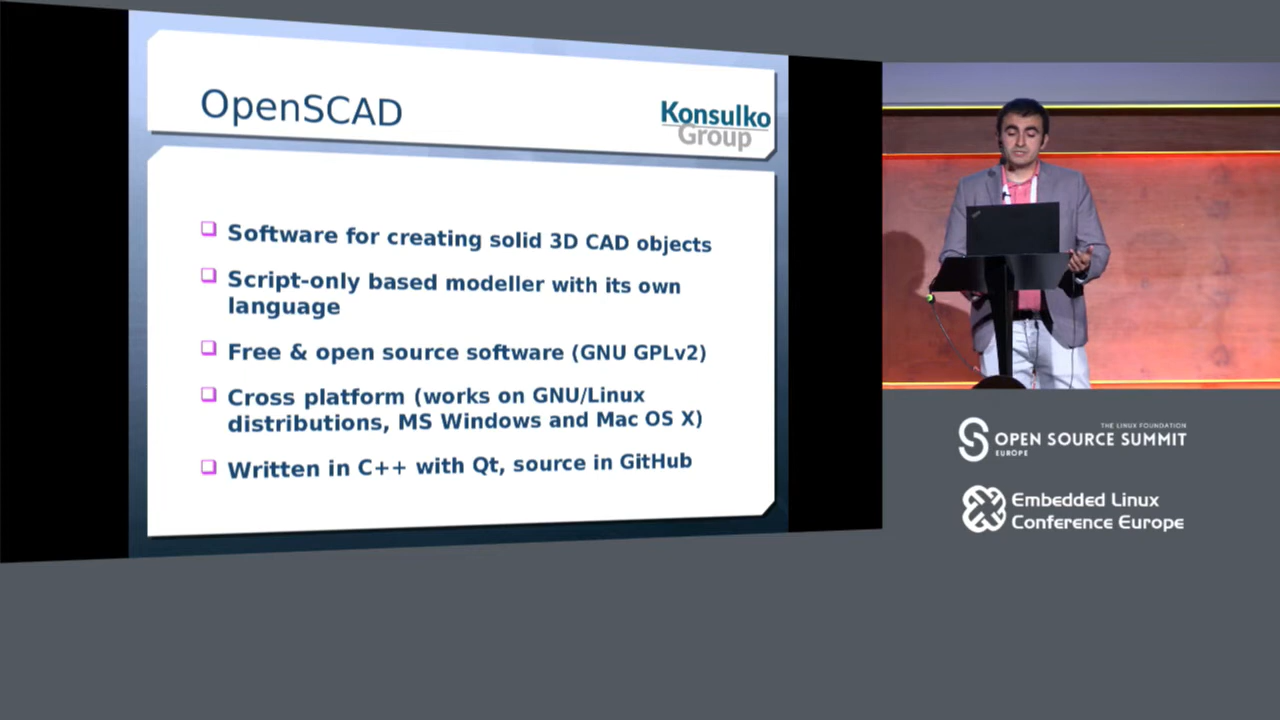 OpenSCAD
Konsulko
Group
Software for creating solid 3D CAD objects
Script-only based modeller with its own
language
Free & open source software (GNU GPLv2)
Cross platform (works on GNU/Linux
distributions, MS Windows and Mac OS X)
Written in C++ with Qt, source in GitHub
THE LINUX FOUNDATION
OPEN SOURCE SUMMIT
EUROPE
Embedded Linux
Conference Europe